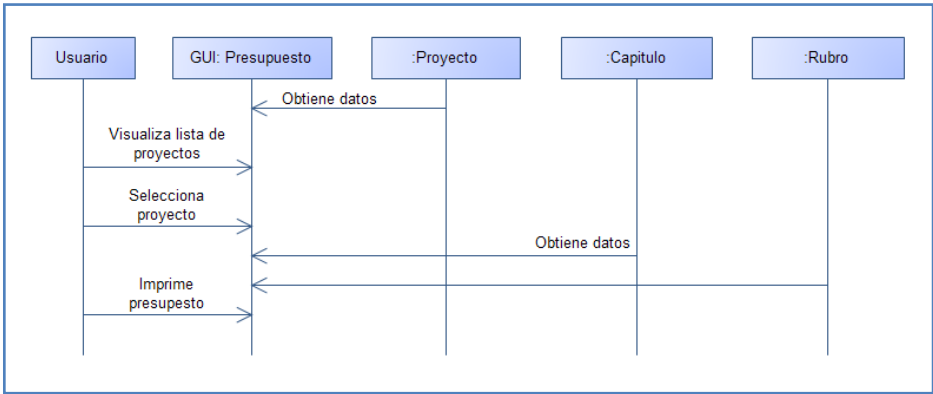 Usuario
GUI: Presupuesto
:Proyecto
:Capitulo
:Rubro
Obtiene datos
Visualiza lista de
proyectos
Selecciona
proyecto
Obtiene datos
Imprime
presupesto